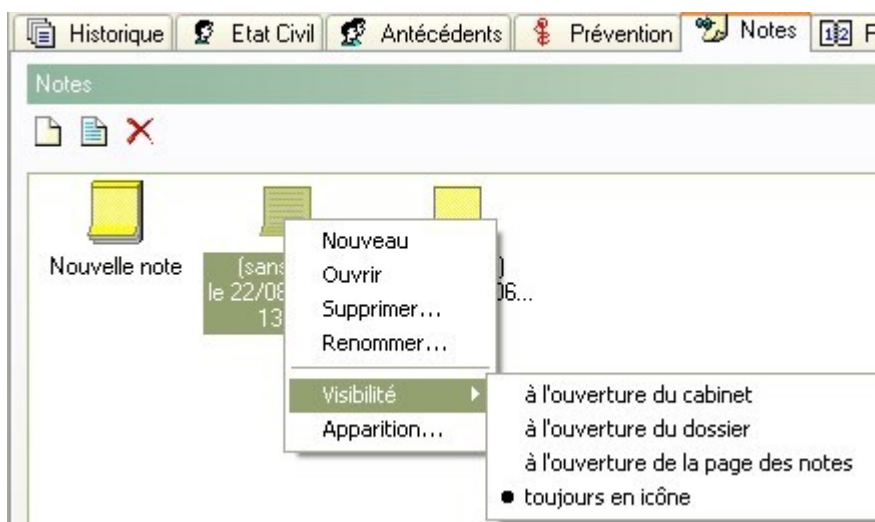 Historique Etat Civil Antécédents Prévention Notes
Notes
Nouvelle note
(sans
le 22/08
13
)
06...
Nouveau
Ouvrir
Supprimer...
Renommer...
Visibilité
Apparition...
à l'ouverture du cabinet
à l'ouverture du dossier
à l'ouverture de la page des notes
toujours en icône